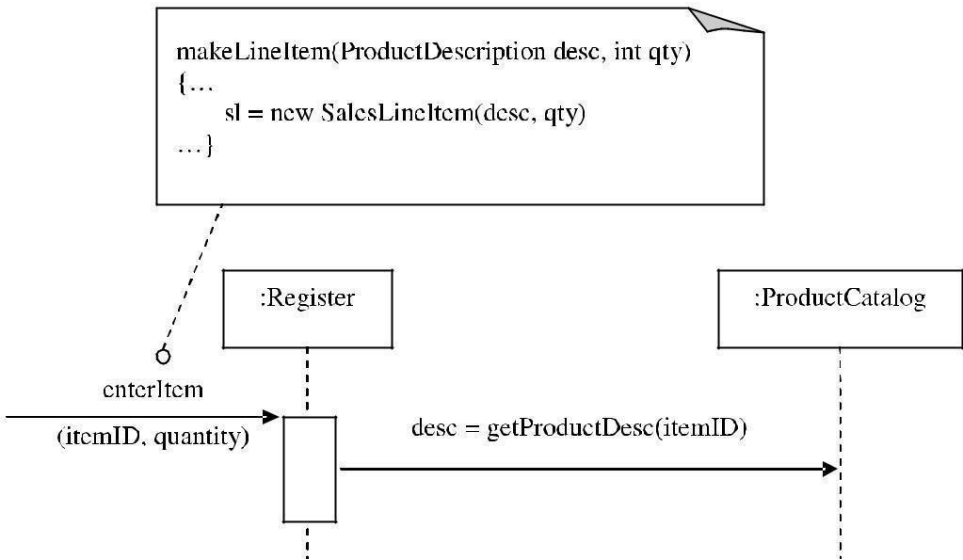 makeLineItem(ProductDescription desc, int qty)
{…
sl = new SalesLineItem(desc, qty)
…}
:Register
:ProductCatalog
enterItem
(itemID, quantity)
desc = getProductDesc(itemID)